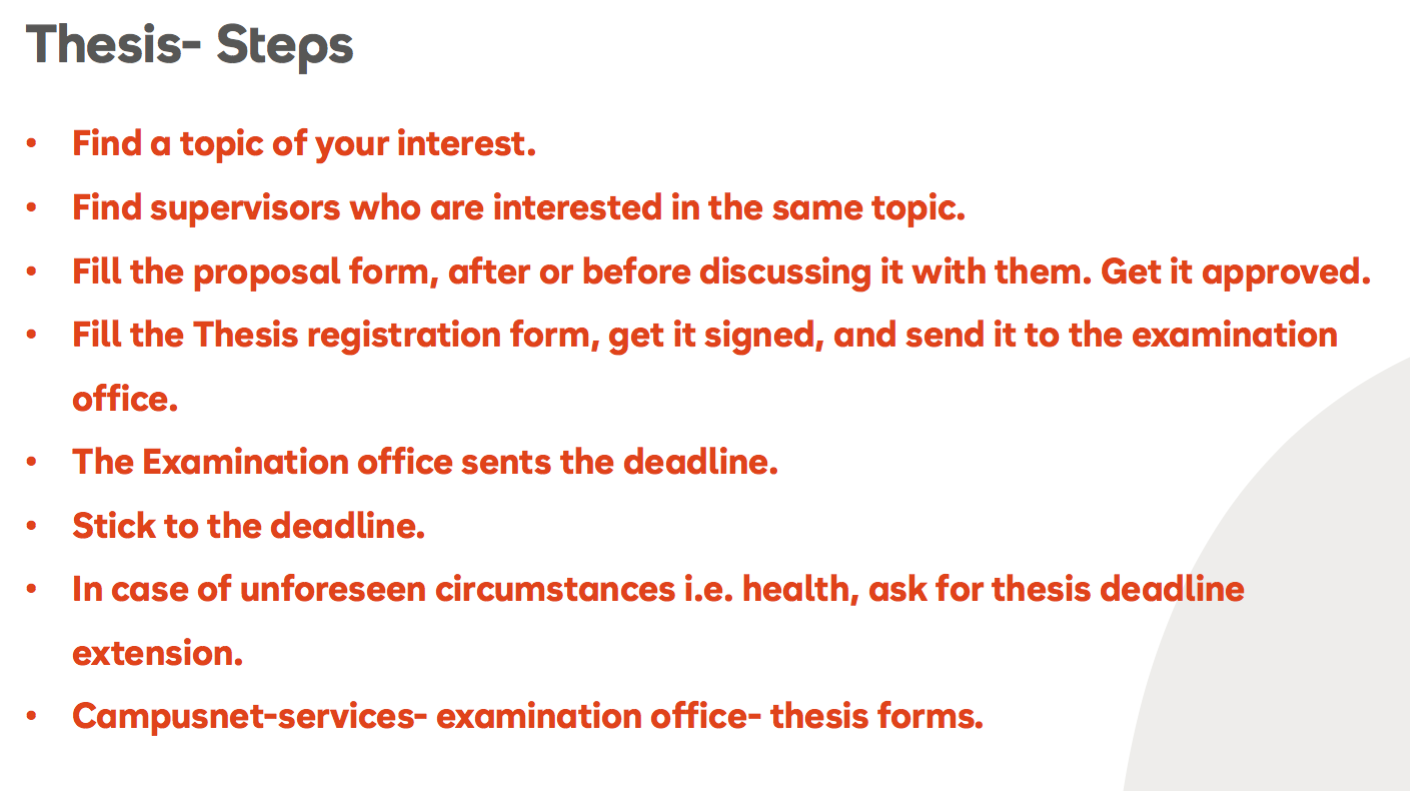 Thesis- Steps
• Find a topic of your interest.
• Find supervisors who are interested in the same topic.
• Fill the proposal form, after or before discussing it with them. Get it approved.
• Fill the Thesis registration form, get it signed, and send it to the examination
office.
• The Examination office sents the deadline.
• Stick to the deadline.
• In case of unforeseen circumstances i.e. health, ask for thesis deadline
extension.
• Campusnet-services- examination office- thesis forms.